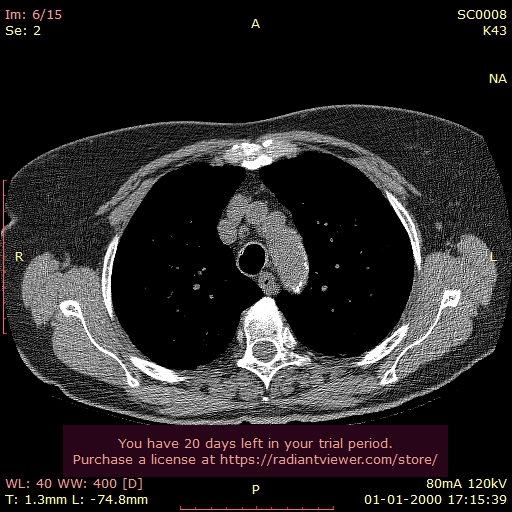 Im: 6/15
Se: 2
A
SC0008
K43
NA
R
L
You have 20 days left in your trial period.
Purchase a license at https://radiantviewer.com/store/
WL: 40 WW: 400 [D]
T: 1.3mm L: -74.8mm
P
80mA 120kV
01-01-2000 17:15:39